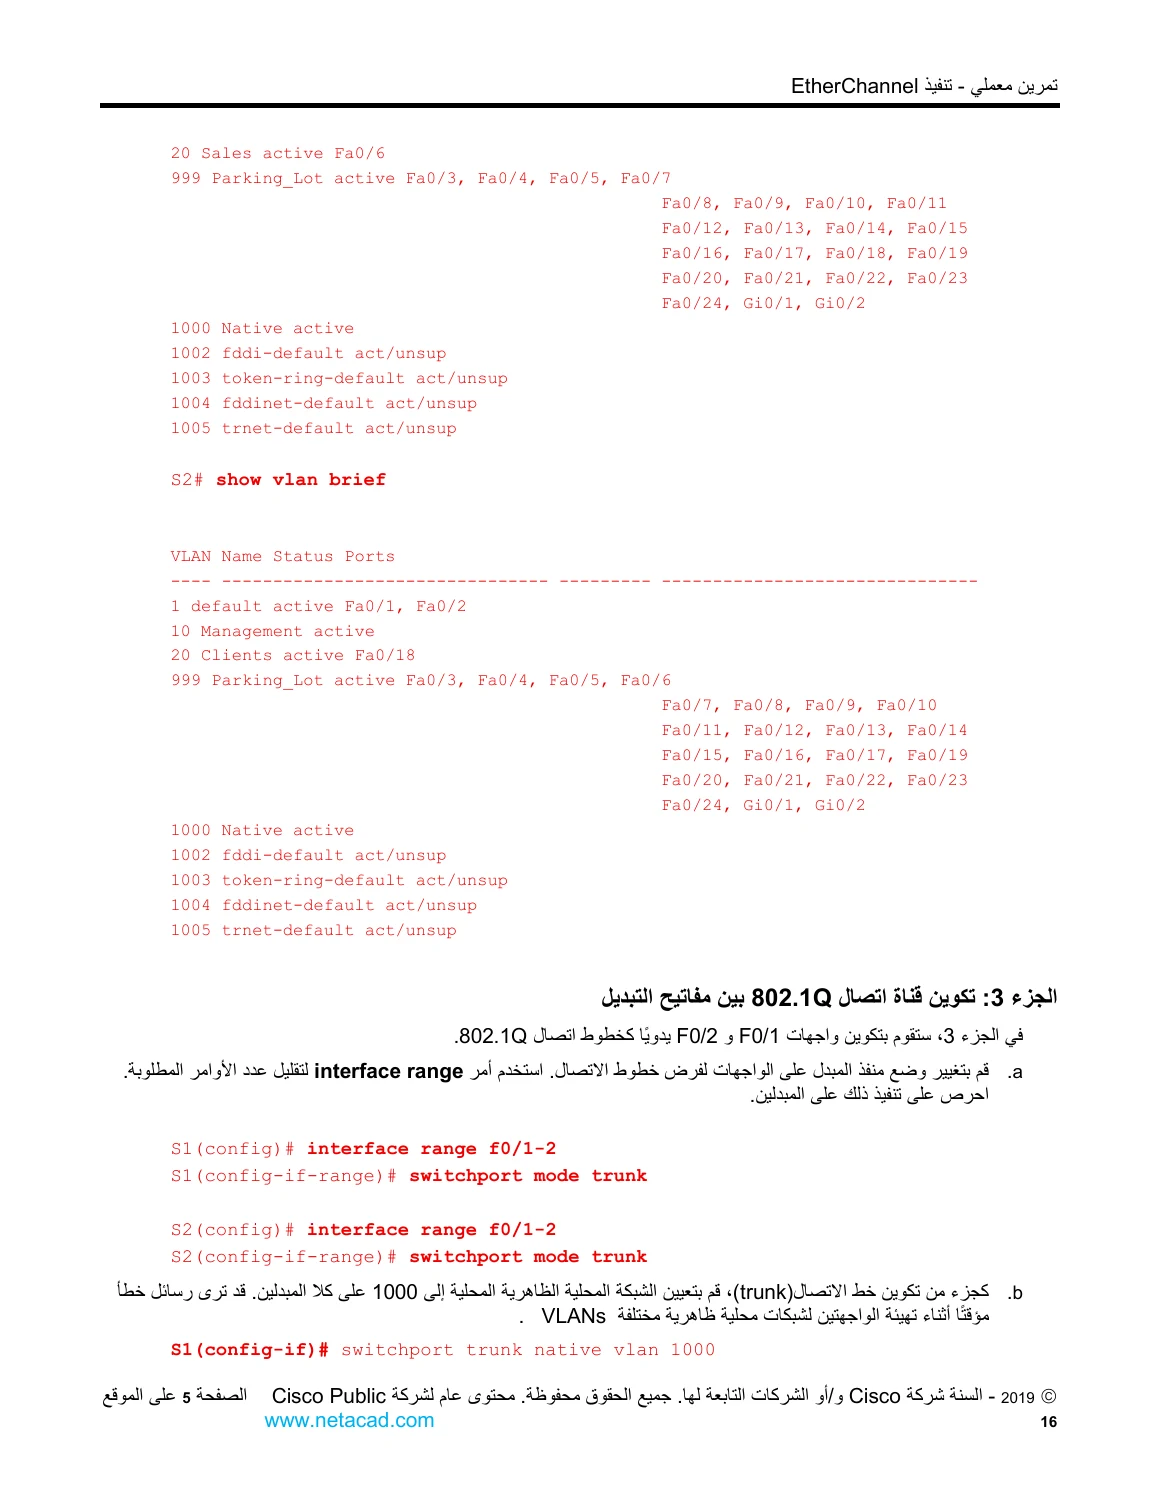 تمرين معملي - تنفيذ EtherChannel
20 Sales active Fa0/6
999 Parking_Lot active Fa0/3, Fa0/4, Fa0/5, Fa0/7
Fa0/8, Fa0/9, Fa0/10, Fa0/11
Fa0/12, Fa0/13, Fa0/14, Fa0/15
Fa0/16, Fa0/17, Fa0/18, Fa0/19
Fa0/20, Fa0/21, Fa0/22, Fa0/23
Fa0/24, Gi0/1, Gi0/2
1000 Native active
1002 fddi-default act/unsup
1003 token-ring-default act/unsup
1004 fddinet-default act/unsup
1005 trnet-default act/unsup
S2# show vlan brief
VLAN Name Status Ports
---- -------------------------------- --------- -------------------------------
1 default active Fa0/1, Fa0/2
10 Management active
20 Clients active Fa0/18
999 Parking_Lot active Fa0/3, Fa0/4, Fa0/5, Fa0/6
Fa0/7, Fa0/8, Fa0/9, Fa0/10
Fa0/11, Fa0/12, Fa0/13, Fa0/14
Fa0/15, Fa0/16, Fa0/17, Fa0/19
Fa0/20, Fa0/21, Fa0/22, Fa0/23
Fa0/24, Gi0/1, Gi0/2
1000 Native active
1002 fddi-default act/unsup
1003 token-ring-default act/unsup
1004 fddinet-default act/unsup
1005 trnet-default act/unsup
الجزء 3: تكوين قناة اتصال 802.1Q بين مفاتيح التبديل
في الجزء 3، ستقوم بتكوين واجهات F0/1 و F0/2 يدويًا كخطوط اتصال 802.1Q.
a. قم بتغيير وضع منفذ المبدل على الواجهات لفرض خطوط الاتصال. استخدم أمر interface range لتقليل عدد الأوامر المطلوبة.
احرص على تنفيذ ذلك على المبدلين.
S1(config)# interface range f0/1-2
S1(config-if-range)# switchport mode trunk
S2(config)# interface range f0/1-2
S2(config-if-range)# switchport mode trunk
b. كجزء من تكوين خط الاتصال(trunk)، قم بتعيين الشبكة المحلية الظاهرية المحلية إلى 1000 على كلا المبدلين. قد ترى رسائل خطأ
مؤقتًا أثناء تهيئة الواجهتين لشبكات محلية ظاهرية مختلفة VLANs .
S1(config-if)# switchport trunk native vlan 1000
© 2019 - السنة شركة Cisco و/أو الشركات التابعة لها. جميع الحقوق محفوظة. محتوى عام لشركة Cisco Public الصفحة 5 على الموقع
16 www.netacad.com